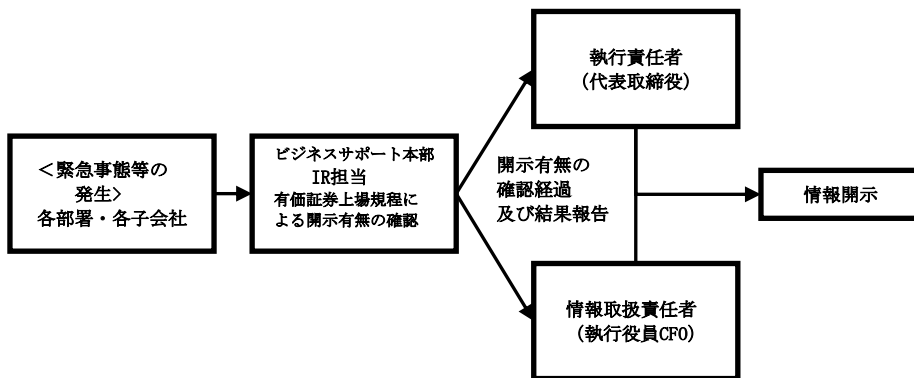 <緊急事態等の
発生>
各部署・各子会社
ビジネスサポート本部
IR担当
有価証券上場規程に
よる開示有無の確認
執行責任者
(代表取締役)
開示有無の
確認経過
及び結果報告
情報取扱責任者
(執行役員CFO)
情報開示